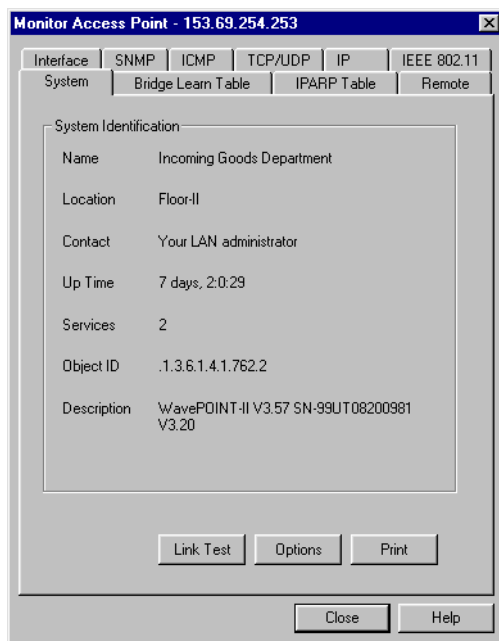 Monitor Access Point - 153.69.254.253
Interface SNMP ICMP TCP/UDP IP IEEE 802.11
System Bridge Learn Table IPARP Table Remote
System Identification
Name Incoming Goods Department
Location Floor-II
Contact Your LAN administrator
Up Time 7 days, 2:0:29
Services 2
Object ID .1.3.6.1.4.1.762.2
Description WavePOINT-II V3.57 SN-99UT08200981
V3.20
Link Test Options Print
Close Help